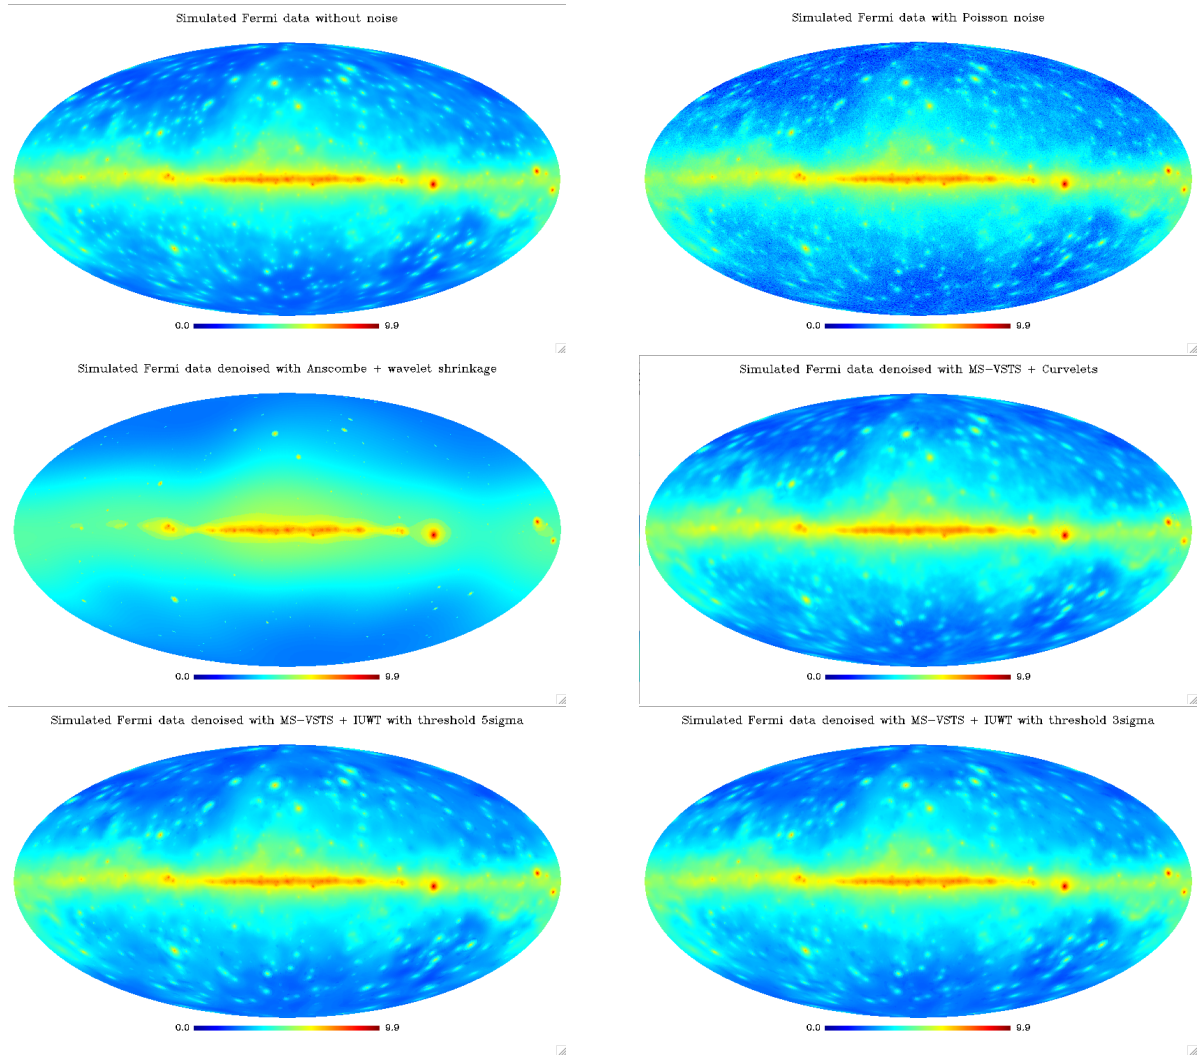 Simulated Fermi data without noise
Simulated Fermi data with Poisson noise
0.0 9.9
0.0 9.9
Simulated Fermi data denoised with Anscombe + wavelet shrinkage
Simulated Fermi data denoised with MS-VSTS + Curvelets
0.0 9.9
0.0 9.9
Simulated Fermi data denoised with MS-VSTS + IUWT with threshold 5sigma
Simulated Fermi data denoised with MS-VSTS + IUWT with threshold 3sigma
0.0 9.9
0.0 9.9